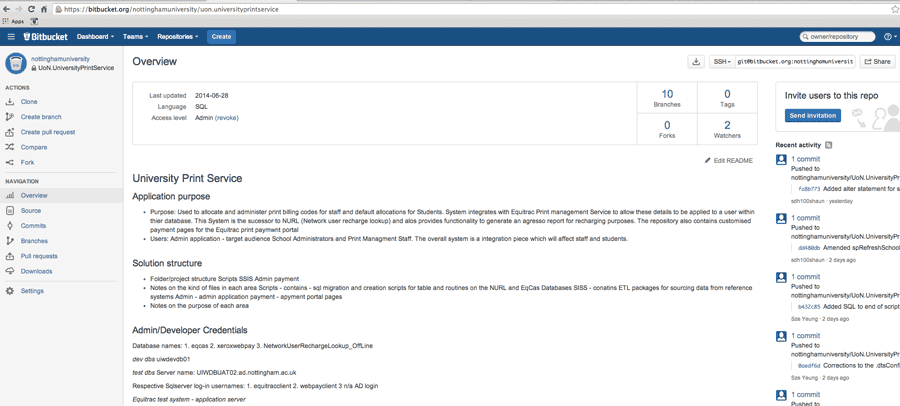 https://bitbucket.org/nottinghamuniversity/uon.universityprintservice
Apps
Bitbucket Dashboard Teams Repositories Create owner/repository
nottinghamuniversity
UoN.UniversityPrintService
ACTIONS
Clone
Create branch
Create pull request
Compare
Fork
NAVIGATION
Overview
Source
Commits
Branches
Pull requests
Downloads
Settings
Overview
SSH git@bitbucket.org:nottinghamuniversit Share
Last updated 2014-06-28
Language SQL
Access level Admin (revoke)
10 Branches
0 Tags
0 Forks
2 Watchers
Edit README
University Print Service
Application purpose
Purpose: Used to allocate and administer print billing codes for staff and default allocations for Students. System integrates with Equitrac Print management Service to allow these details to be applied to a user within
thier database. This System is the sucessor to NURL (Network user recharge lookup) and alos provides functionality to generate an agresso report for recharging purposes. The repository also contains customised
payment pages for the Equitrac print paymwnt portal
Users: Admin application - target audience School Administrators and Print Managment Staff. The overall system is a integration piece which will affect staff and students.
Solution structure
Folder/project structure Scripts SSIS Admin payment
Notes on the kind of files in each area Scripts - contains - sql migration and creation scripts for table and routines on the NURL and EqCas Databases SISS - conatins ETL packages for sourcing data from reference
systems Admin - admin application payment - apyment portal pages
Notes on the purpose of each area
Admin/Developer Credentials
Database names: 1. eqcas 2. xeroxwebpay 3. NetworkUserRechargeLookup_OffLine
dev dbs uiwdevdb01
test dbs Server name: UIWDBUAT02.ad.nottingham.ac.uk
Respective Sqlserver log-in usernames: 1. equitracclient 2. webpayclient 3 n/a AD login
Equitrac test system - application server
Invite users to this repo
Send invitation
Recent activity
1 commit
Pushed to
nottinghamuniversity/UoN.UniversityPri
Added alter statement for s
sdh100shaun · yesterday
1 commit
Pushed to
nottinghamuniversity/UoN.UniversityPri
dd480db Amended spRefreshSchool
sdh100shaun · 2 days ago
1 commit
Pushed to
nottinghamuniversity/UoN.UniversityPri
b432c85 Added SQL to end of script
Sze Yeung · 2 days ago
1 commit
Pushed to
nottinghamuniversity/UoN.UniversityPri
0aedf6d Corrections to the .dtsConfi
Sze Yeung · 2 days ago
1 commit
Pushed to